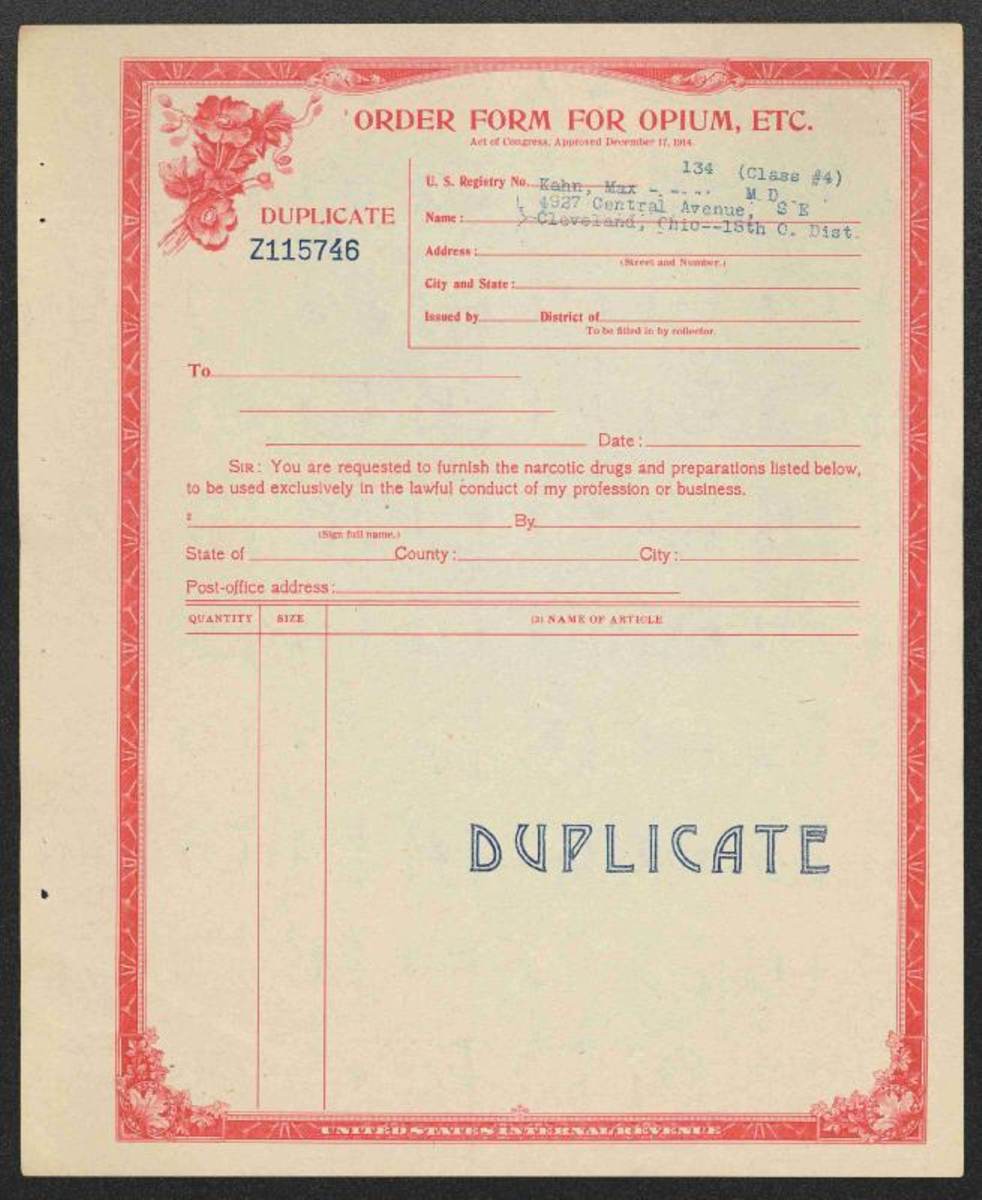 ORDER FORM FOR OPIUM, ETC.
Act of Congress, Approved December 17, 1914.
134 (Class #4)
U. S. Registry No. Kahn, Max - - - - M D
4927 Central Avenue, S E
DUPLICATE
Name: Cleveland, Ohio--18th O. Dist.
Z115746
Address:
(Street and Number.)
City and State:
Issued by District of
To be filled in by collector.
To
Date:
SIR: You are requested to furnish the narcotic drugs and preparations listed below,
to be used exclusively in the lawful conduct of my profession or business.
2 By
(Sign full name.)
State of County: City:
Post-office address:
QUANTITY SIZE (3) NAME OF ARTICLE
DUPLICATE
UNITED STATES INTERNAL REVENUE